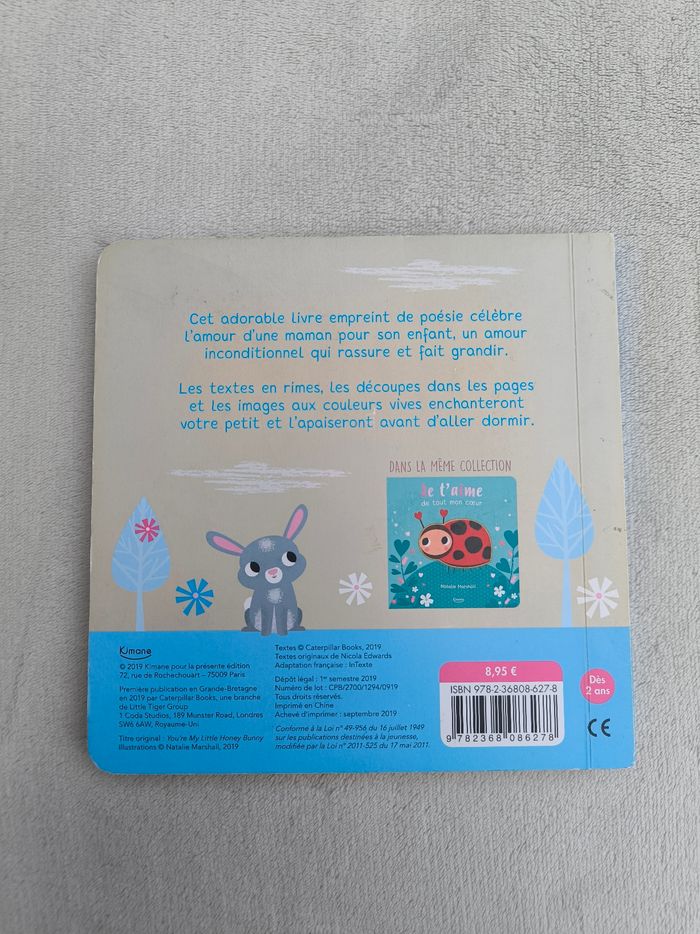 Cet adorable livre empreint de poésie célèbre
l'amour d'une maman pour son enfant, un amour
inconditionnel qui rassure et fait grandir.
Les textes en rimes, les découpes dans les pages
et les images aux couleurs vives enchanteront
votre petit et l'apaiseront avant d'aller dormir.
DANS LA MÊME COLLECTION
Je t'aime
de tout mon cœur
Natalie Marshall
Kimane
Kimane
© 2019 Kimane pour la présente édition
72, rue de Rochechouart – 75009 Paris
Première publication en Grande-Bretagne
en 2019 par Caterpillar Books, une branche
de Little Tiger Group
1 Coda Studios, 189 Munster Road, Londres
SW6 6AW, Royaume-Uni
Titre original : You're My Little Honey Bunny
Illustrations © Natalie Marshall, 2019
Textes © Caterpillar Books, 2019
Textes originaux de Nicola Edwards
Adaptation française : InTexte
Dépôt légal : 1er semestre 2019
Numéro de lot : CPB/2700/1294/0919
Tous droits réservés.
Imprimé en Chine
Achevé d'imprimer : septembre 2019
Conforme à la Loi n° 49-956 du 16 juillet 1949
sur les publications destinées à la jeunesse,
modifiée par la Loi n° 2011-525 du 17 mai 2011.
8,95 €
ISBN 978-2-36808-627-8
9 782368 086278
Dès
2 ans
CE